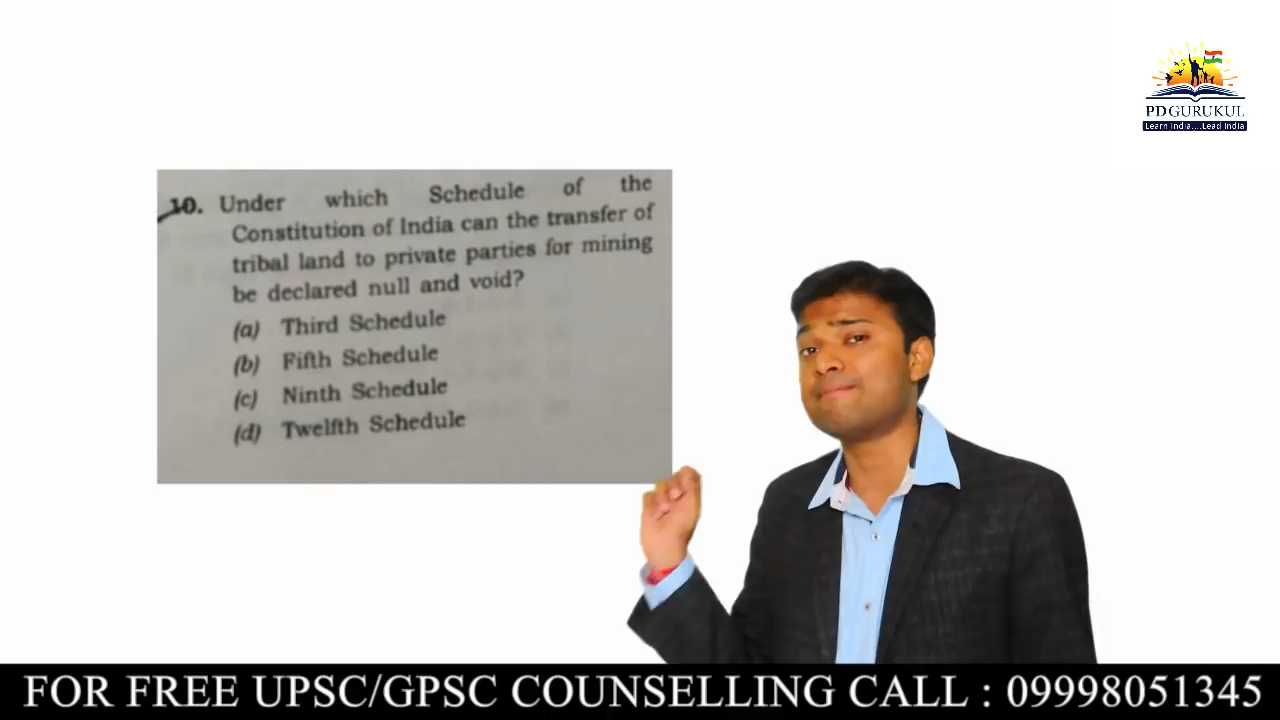 PDGURUKUL
Learn India....Lead India
10. Under which Schedule of the
Constitution of India can the transfer of
tribal land to private parties for mining
be declared null and void?
(a) Third Schedule
(b) Fifth Schedule
(c) Ninth Schedule
(d) Twelfth Schedule
FOR FREE UPSC/GPSC COUNSELLING CALL : 09998051345